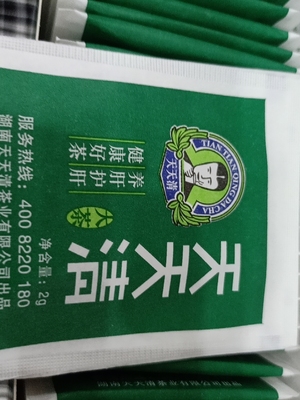 TIAN TIAN QING DA CHA
天天清
养肝护肝
健康好茶
大茶
天天清
净含量：2g
服务热线：400 8220 180
湖南天天清茶业有限公司出品